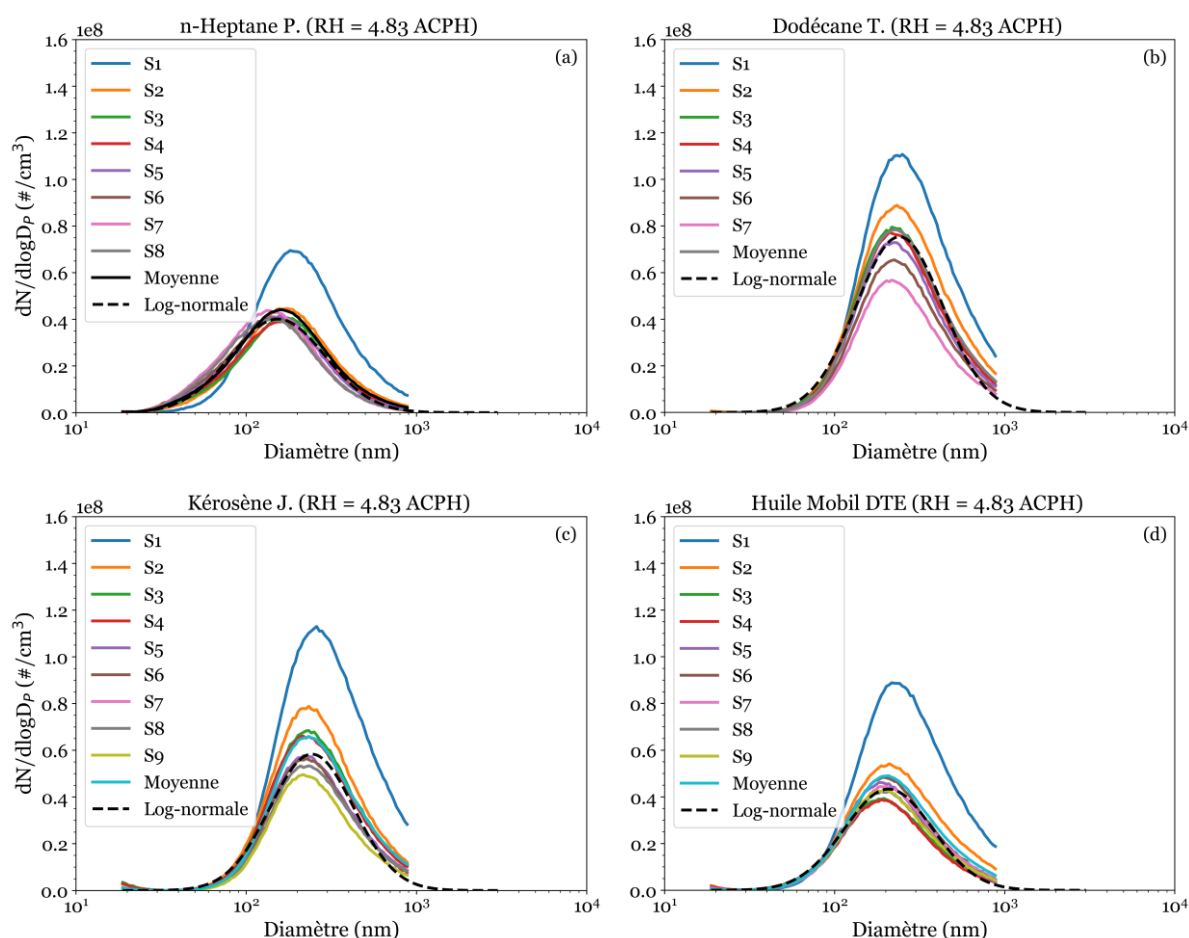 n-Heptane P. (RH = 4.83 ACPH)
1e8
(a)
S1
S2
S3
S4
S5
S6
S7
S8
Moyenne
Log-normale
1.6
1.4
1.2
1.0
0.8
0.6
0.4
0.2
0.0
dN/dlogDₚ (#/cm³)
10¹ 10² 10³ 10⁴
Diamètre (nm)
Dodécane T. (RH = 4.83 ACPH)
1e8
(b)
S1
S2
S3
S4
S5
S6
S7
Moyenne
Log-normale
1.6
1.4
1.2
1.0
0.8
0.6
0.4
0.2
0.0
10¹ 10² 10³ 10⁴
Diamètre (nm)
Kérosène J. (RH = 4.83 ACPH)
1e8
(c)
S1
S2
S3
S4
S5
S6
S7
S8
S9
Moyenne
Log-normale
1.6
1.4
1.2
1.0
0.8
0.6
0.4
0.2
0.0
dN/dlogDₚ (#/cm³)
10¹ 10² 10³ 10⁴
Diamètre (nm)
Huile Mobil DTE (RH = 4.83 ACPH)
1e8
(d)
S1
S2
S3
S4
S5
S6
S7
S8
S9
Moyenne
Log-normale
1.6
1.4
1.2
1.0
0.8
0.6
0.4
0.2
0.0
10¹ 10² 10³ 10⁴
Diamètre (nm)